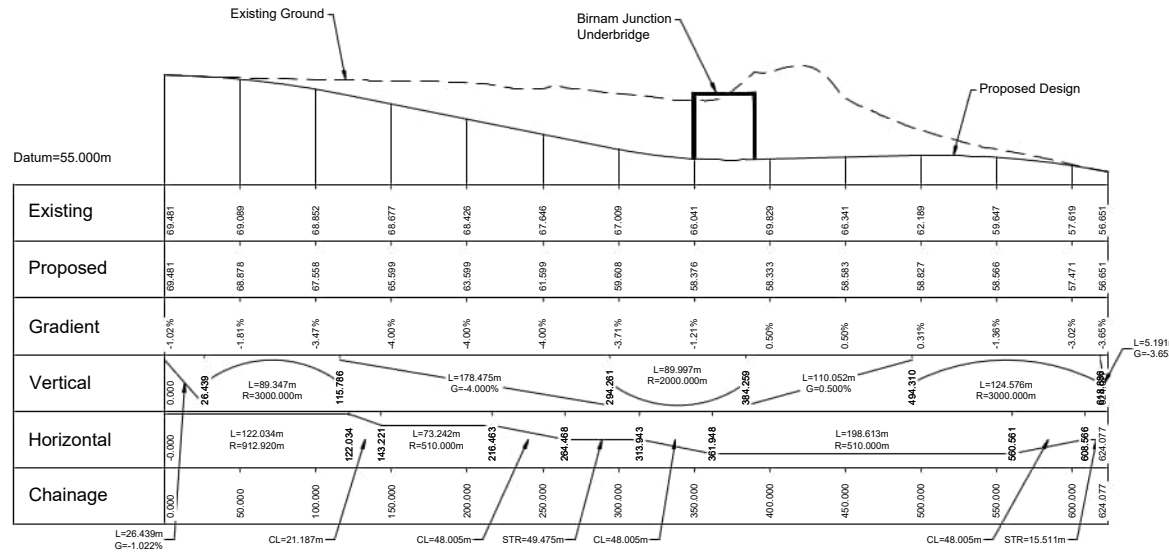 Existing Ground
Birnam Junction
Underbridge
Proposed Design
Datum=55.000m
Existing
69.481 69.089 68.852 68.677 68.426 67.646 67.009 66.041 69.829 66.341 62.189 59.647 57.619 56.651
Proposed
69.481 68.878 67.558 65.599 63.599 61.599 59.608 58.376 58.333 58.583 58.827 58.566 57.471 56.651
Gradient
-1.02% -1.81% -3.47% -4.00% -4.00% -4.00% -3.71% -1.21% 0.50% 0.50% 0.31% -1.36% -3.02% -3.65%
L=5.191m
G=-3.65
Vertical
0.000 26.439
L=89.347m
R=3000.000m
115.786
L=178.475m
G=-4.000%
294.261
L=89.997m
R=2000.000m
384.259
L=110.052m
G=0.500%
494.310
L=124.576m
R=3000.000m
Horizontal
-0.000
L=122.034m
R=912.920m
122.034 143.221
L=73.242m
R=510.000m
216.463 264.468 313.943 361.948
L=198.613m
R=510.000m
560.561 608.566 624.077
Chainage
0.000 50.000 100.000 150.000 200.000 250.000 300.000 350.000 400.000 450.000 500.000 550.000 600.000 624.077
L=26.439m
G=-1.022%
CL=21.187m
CL=48.005m
STR=49.475m
CL=48.005m
CL=48.005m
STR=15.511m